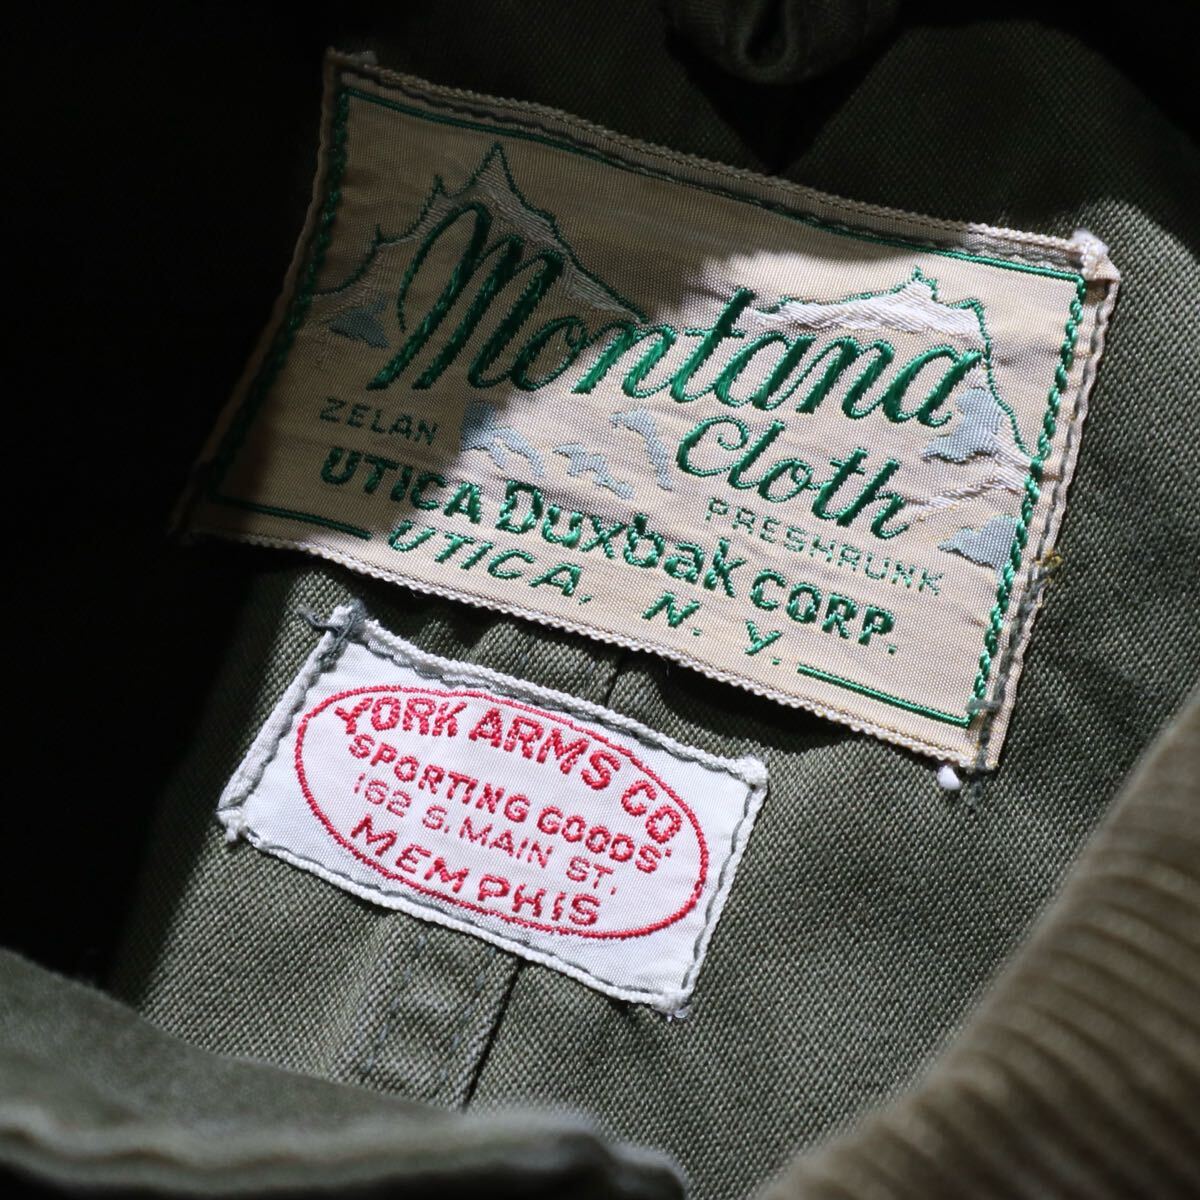 Montana
Cloth
ZELAN
PRESHRUNK
UTICA Duxbak CORP.
UTICA, N. Y.
YORK ARMS CO
SPORTING GOODS
162 S. MAIN ST.
MEMPHIS